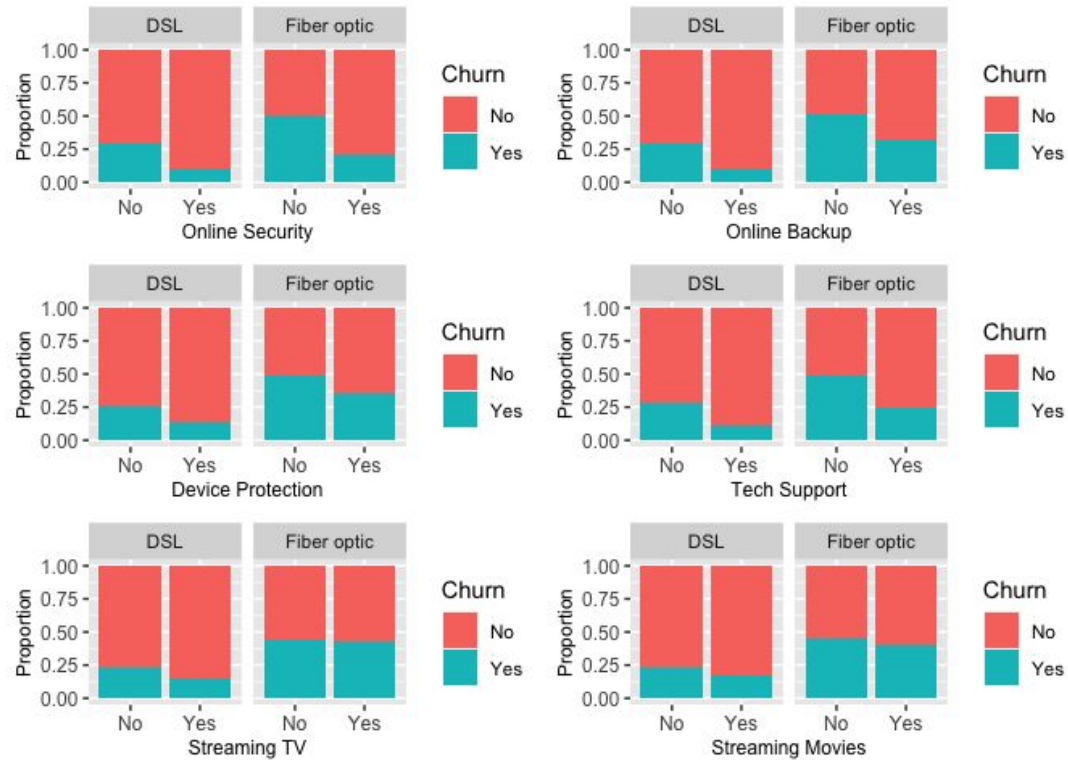 DSL Fiber optic
1.00
0.75
0.50
0.25
0.00
Proportion
No Yes No Yes
Online Security
Churn
No
Yes
DSL Fiber optic
1.00
0.75
0.50
0.25
0.00
Proportion
No Yes No Yes
Online Backup
Churn
No
Yes
DSL Fiber optic
1.00
0.75
0.50
0.25
0.00
Proportion
No Yes No Yes
Device Protection
Churn
No
Yes
DSL Fiber optic
1.00
0.75
0.50
0.25
0.00
Proportion
No Yes No Yes
Tech Support
Churn
No
Yes
DSL Fiber optic
1.00
0.75
0.50
0.25
0.00
Proportion
No Yes No Yes
Streaming TV
Churn
No
Yes
DSL Fiber optic
1.00
0.75
0.50
0.25
0.00
Proportion
No Yes No Yes
Streaming Movies
Churn
No
Yes